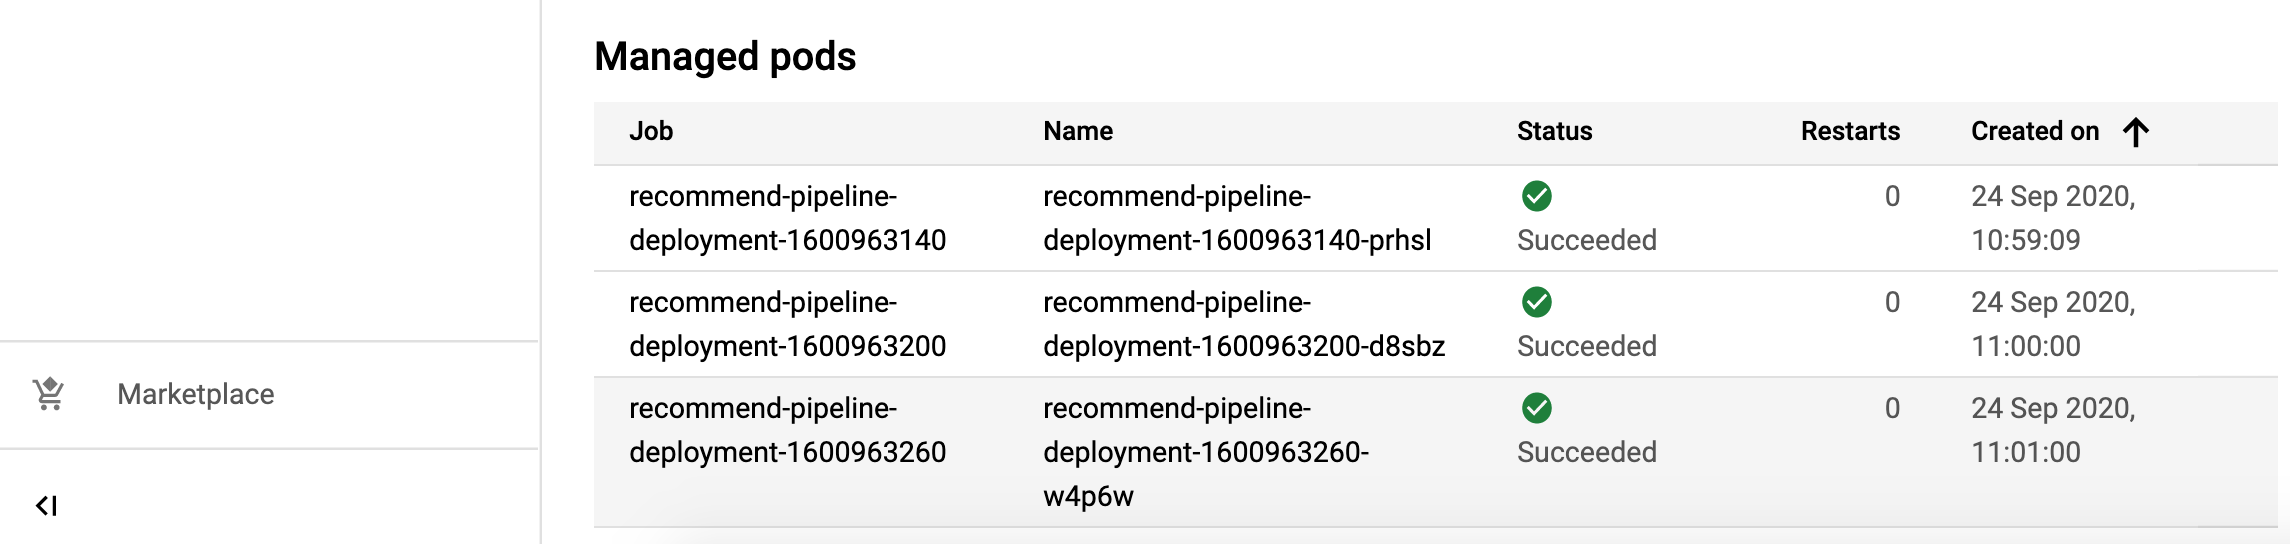 Managed pods
Job Name Status Restarts Created on
recommend-pipeline- recommend-pipeline- 0 24 Sep 2020,
deployment-1600963140 deployment-1600963140-prhsl Succeeded 10:59:09
recommend-pipeline- recommend-pipeline- 0 24 Sep 2020,
deployment-1600963200 deployment-1600963200-d8sbz Succeeded 11:00:00
Marketplace
recommend-pipeline- recommend-pipeline- 0 24 Sep 2020,
deployment-1600963260 deployment-1600963260- Succeeded 11:01:00
w4p6w